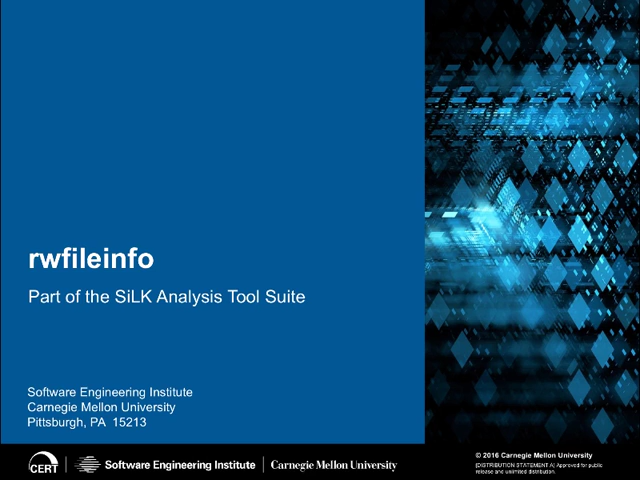 rwfileinfo
Part of the SiLK Analysis Tool Suite
Software Engineering Institute
Carnegie Mellon University
Pittsburgh, PA 15213
CERT
Software Engineering Institute
Carnegie Mellon University
© 2016 Carnegie Mellon University
[DISTRIBUTION STATEMENT A] Approved for public
release and unlimited distribution.